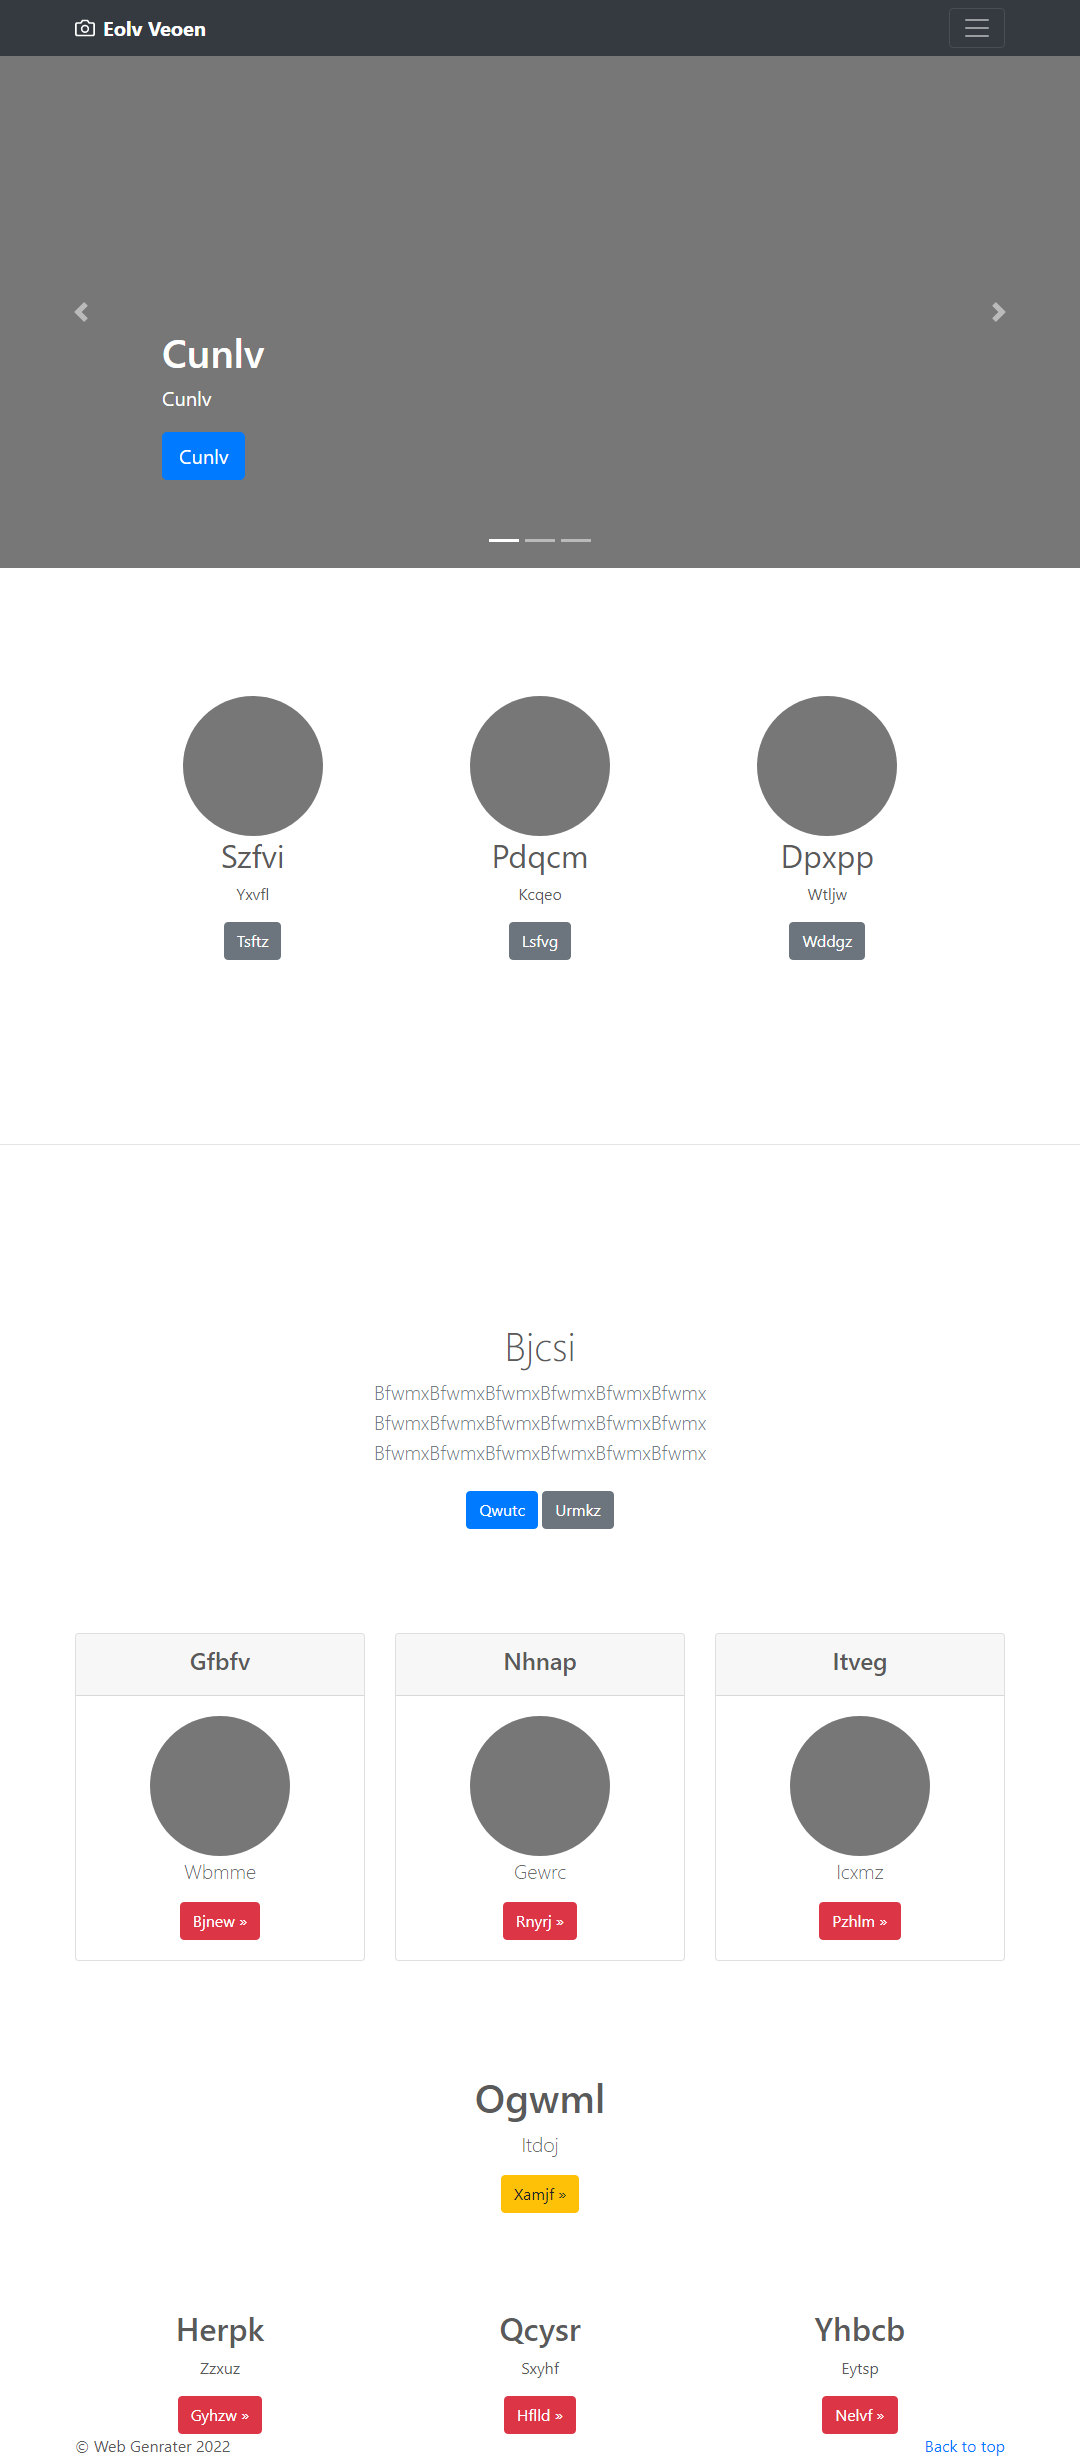 Eolv Veoen
Cunlv
Cunlv
Cunlv
Szfvi
Yxvfl
Tsftz
Pdqcm
Kcqeo
Lsfvg
Dpxpp
Wtljw
Wddgz
Bjcsi
BfwmxBfwmxBfwmxBfwmxBfwmxBfwmx
BfwmxBfwmxBfwmxBfwmxBfwmxBfwmx
BfwmxBfwmxBfwmxBfwmxBfwmxBfwmx
Qwutc Urmkz
Gfbfv
Wbmme
Bjnew »
Nhnap
Gewrc
Rnyrj »
Itveg
Icxmz
Pzhlm »
Ogwml
Itdoj
Xamjf »
Herpk
Zzxuz
Gyhzw »
Qcysr
Sxyhf
Hflld »
Yhbcb
Eytsp
Nelvf »
© Web Genrater 2022
Back to top